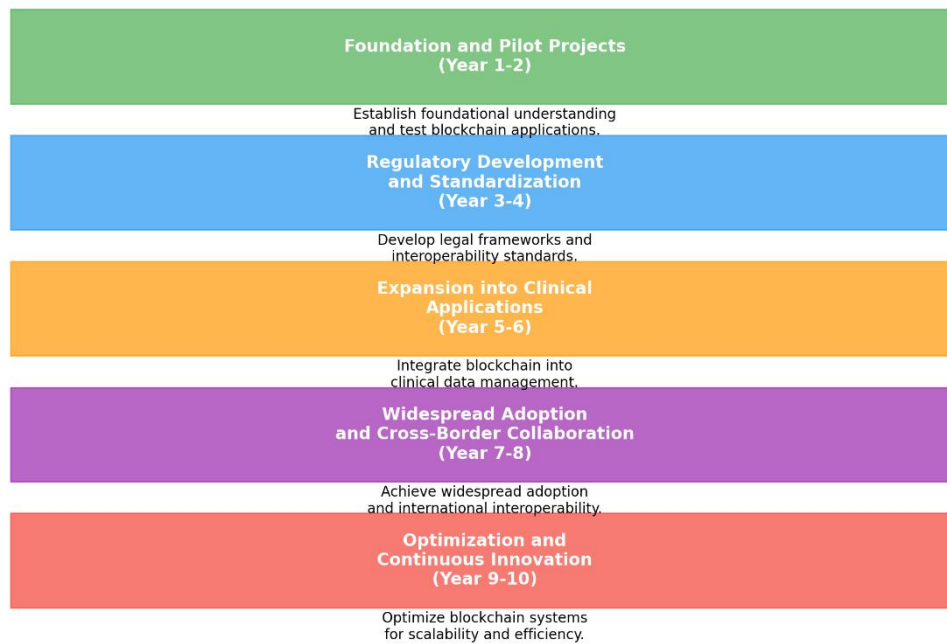 Foundation and Pilot Projects
(Year 1-2)
Establish foundational understanding
and test blockchain applications.
Regulatory Development
and Standardization
(Year 3-4)
Develop legal frameworks and
interoperability standards.
Expansion into Clinical
Applications
(Year 5-6)
Integrate blockchain into
clinical data management.
Widespread Adoption
and Cross-Border Collaboration
(Year 7-8)
Achieve widespread adoption
and international interoperability.
Optimization and
Continuous Innovation
(Year 9-10)
Optimize blockchain systems
for scalability and efficiency.